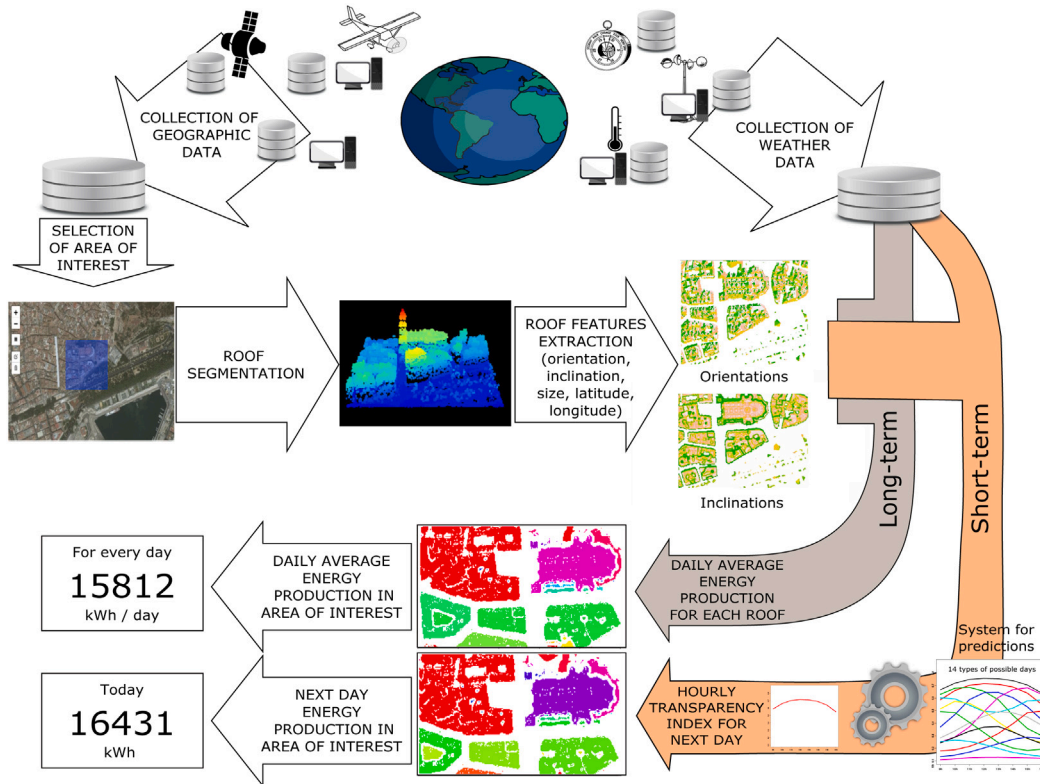 COLLECTION OF
GEOGRAPHIC
DATA
COLLECTION OF
WEATHER
DATA
SELECTION
OF AREA OF
INTEREST
ROOF
SEGMENTATION
ROOF FEATURES
EXTRACTION
(orientation,
inclination,
size, latitude,
longitude)
Orientations
Inclinations
Long-term
Short-term
For every day
15812
kWh / day
DAILY AVERAGE
ENERGY
PRODUCTION IN
AREA OF INTEREST
DAILY AVERAGE
ENERGY
PRODUCTION
FOR EACH ROOF
System for
predictions
14 types of possible days
Today
16431
kWh
NEXT DAY
ENERGY
PRODUCTION IN
AREA OF INTEREST
HOURLY
TRANSPARENCY
INDEX FOR
NEXT DAY